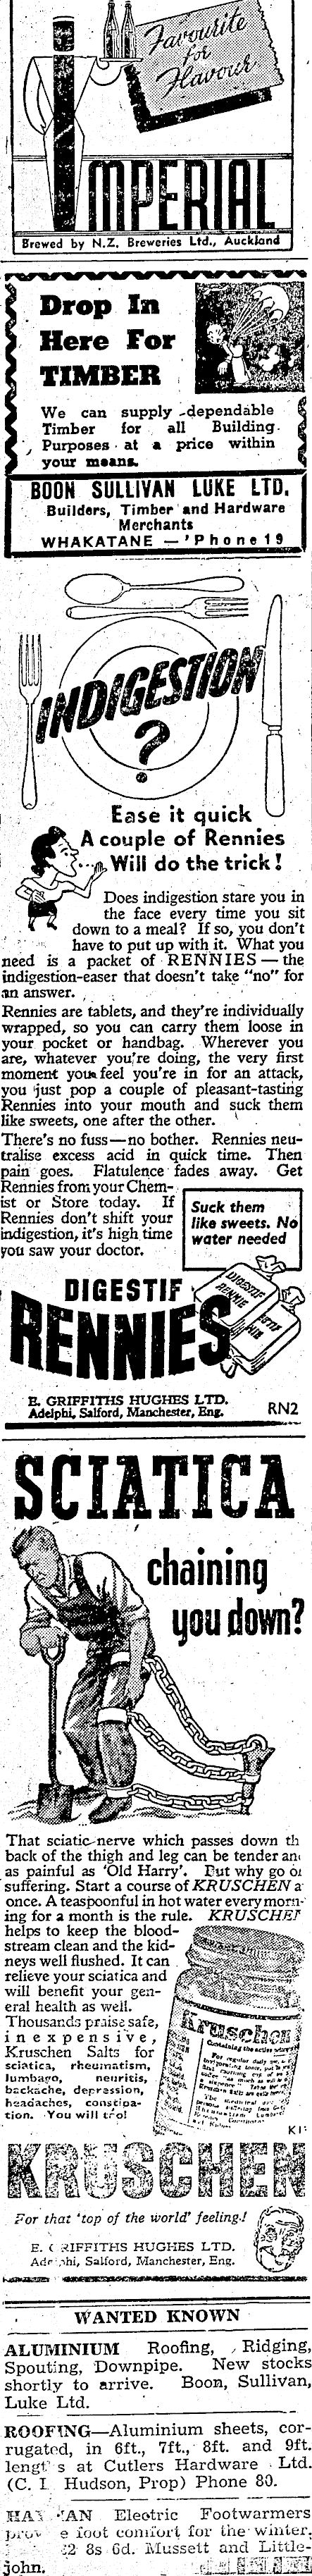 Favourite
for
Flavour
IMPERIAL
Brewed by N.Z. Breweries Ltd., Auckland
Drop In
Here For
TIMBER
We can supply dependable
Timber for all Building
Purposes at a price within
your means.
BOON SULLIVAN LUKE LTD.
Builders, Timber and Hardware
Merchants
WHAKATANE — 'Phone 19
INDIGESTION
?
Ease it quick
A couple of Rennies
Will do the trick!
Does indigestion stare you in
the face every time you sit
down to a meal? If so, you don't
have to put up with it. What you
need is a packet of RENNIES — the
indigestion-easer that doesn't take "no" for
an answer.
Rennies are tablets, and they're individually
wrapped, so you can carry them loose in
your pocket or handbag. Wherever you
are, whatever you're doing, the very first
moment you feel you're in for an attack,
you just pop a couple of pleasant-tasting
Rennies into your mouth and suck them
like sweets, one after the other.
There's no fuss—no bother. Rennies neu-
tralise excess acid in quick time. Then
pain goes. Flatulence fades away. Get
Rennies from your Chem-
ist or Store today. If
Rennies don't shift your
indigestion, it's high time
you saw your doctor.
Suck them
like sweets. No
water needed
DIGESTIF
RENNIES
DIGESTIF
RENNIE
E. GRIFFITHS HUGHES LTD.
Adelphi, Salford, Manchester, Eng.
RN2
SCIATICA
chaining
you down?
That sciatic nerve which passes down th
back of the thigh and leg can be tender an
as painful as 'Old Harry'. But why go o
suffering. Start a course of KRUSCHEN a
once. A teaspoonful in hot water every morn-
ing for a month is the rule. KRUSCHEN
helps to keep the blood-
stream clean and the kid-
neys well flushed. It can
relieve your sciatica and
will benefit your gen-
eral health as well.
Thousands praise safe,
inexpensive,
Kruschen Salts for
sciatica, rheumatism,
lumbago, neuritis,
backache, depression,
headaches, constipa-
tion. You will too!
Kruschen
KRUSCHEN
For that 'top of the world' feeling!
E. GRIFFITHS HUGHES LTD.
Adelphi, Salford, Manchester, Eng.
WANTED KNOWN
ALUMINIUM Roofing, Ridging,
Spouting, Downpipe. New stocks
shortly to arrive. Boon, Sullivan,
Luke Ltd.
ROOFING—Aluminium sheets, cor-
rugated, in 6ft., 7ft., 8ft. and 9ft.
lengths at Cutlers Hardware Ltd.
(C. I. Hudson, Prop) Phone 80.
Electric Footwarmers
foot comfort for the winter.
£2 8s 6d. Mussett and Little-
john.